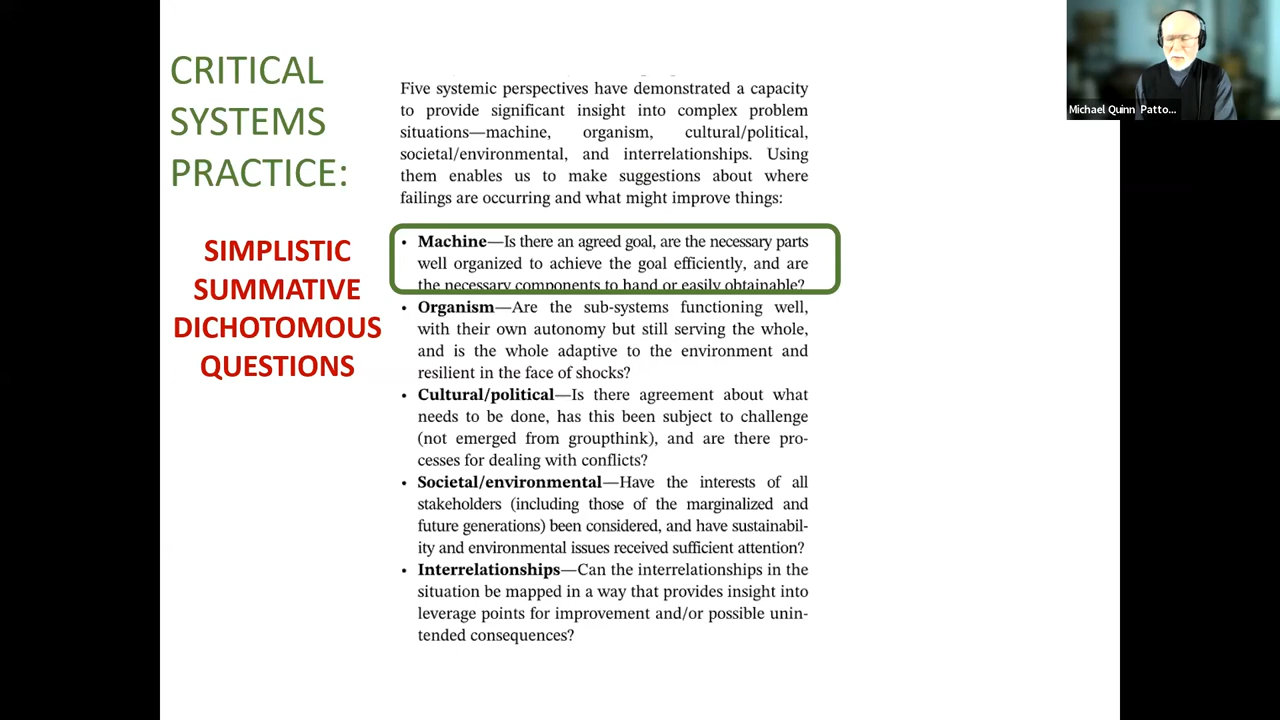 CRITICAL
SYSTEMS
PRACTICE:
SIMPLISTIC
SUMMATIVE
DICHOTOMOUS
QUESTIONS
Five systemic perspectives have demonstrated a capacity
to provide significant insight into complex problem
situations—machine, organism, cultural/political,
societal/environmental, and interrelationships. Using
them enables us to make suggestions about where
failings are occurring and what might improve things:
• Machine—Is there an agreed goal, are the necessary parts
well organized to achieve the goal efficiently, and are
the necessary components to hand or easily obtainable?
• Organism—Are the sub-systems functioning well,
with their own autonomy but still serving the whole,
and is the whole adaptive to the environment and
resilient in the face of shocks?
• Cultural/political—Is there agreement about what
needs to be done, has this been subject to challenge
(not emerged from groupthink), and are there pro-
cesses for dealing with conflicts?
• Societal/environmental—Have the interests of all
stakeholders (including those of the marginalized and
future generations) been considered, and have sustainabil-
ity and environmental issues received sufficient attention?
• Interrelationships—Can the interrelationships in the
situation be mapped in a way that provides insight into
leverage points for improvement and/or possible unin-
tended consequences?
Michael Quinn Patto...